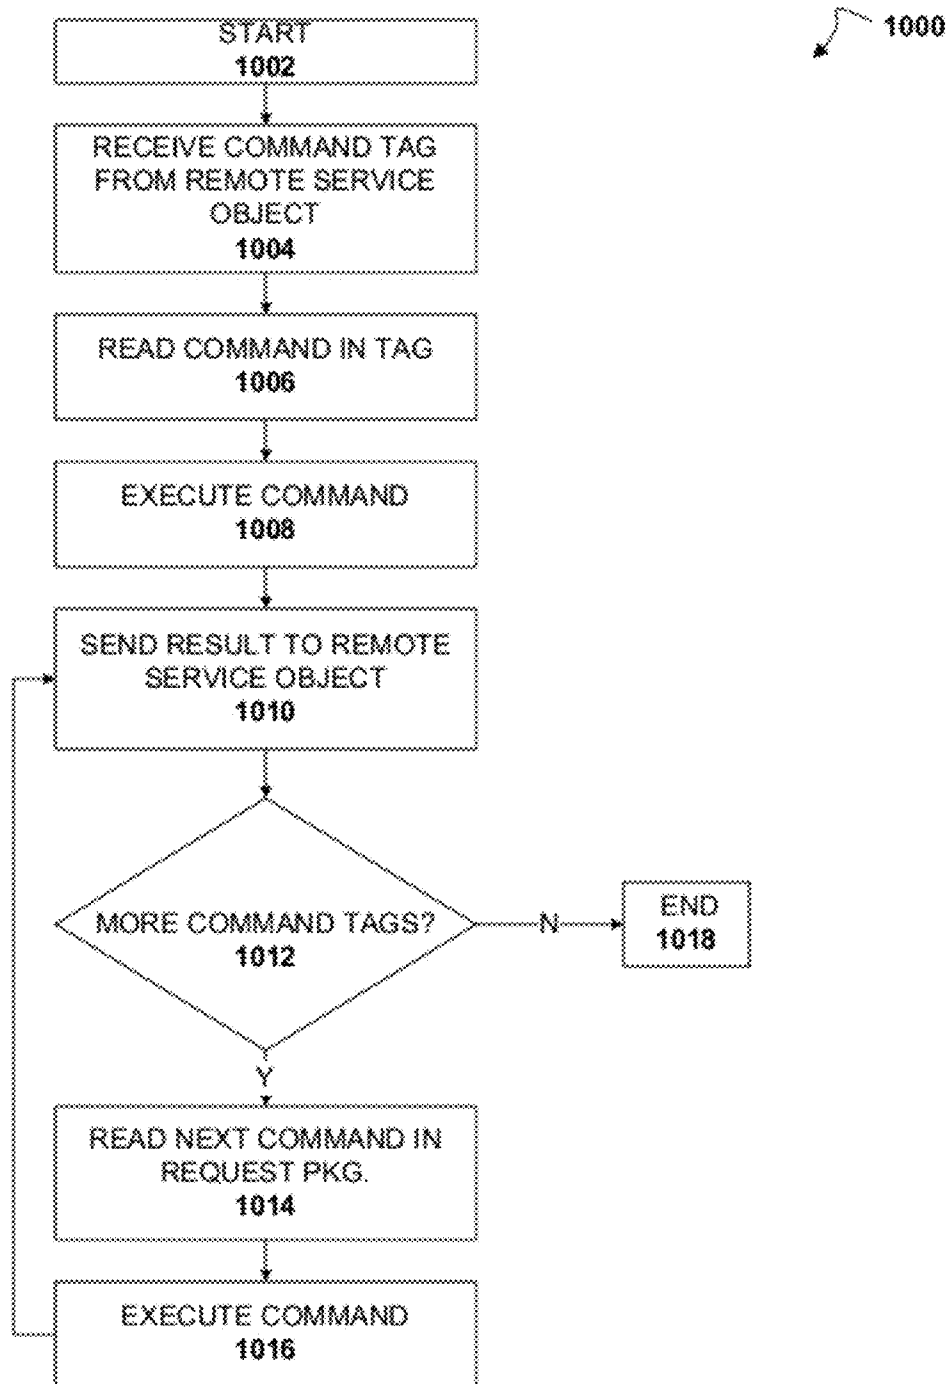 START
1002
1000
RECEIVE COMMAND TAG
FROM REMOTE SERVICE
OBJECT
1004
READ COMMAND IN TAG
1006
EXECUTE COMMAND
1008
SEND RESULT TO REMOTE
SERVICE OBJECT
1010
MORE COMMAND TAGS?
1012
N
END
1018
Y
READ NEXT COMMAND IN
REQUEST PKG.
1014
EXECUTE COMMAND
1016